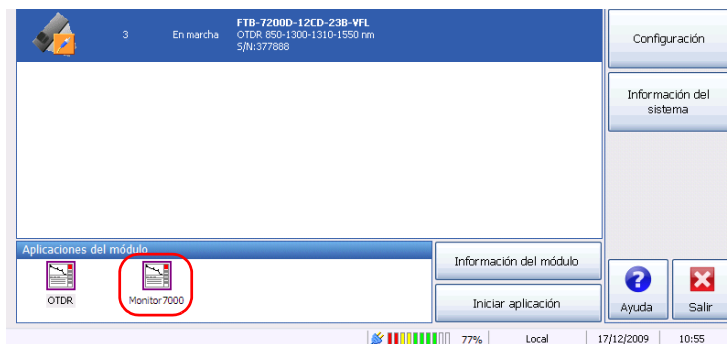 3 En marcha FTB-7200D-12CD-23B-VFL
OTDR 850-1300-1310-1550 nm
S/N:377888
Configuración
Información del
sistema
Aplicaciones del módulo
OTDR
Monitor7000
Información del módulo
Iniciar aplicación
Ayuda
Salir
77% Local 17/12/2009 10:55